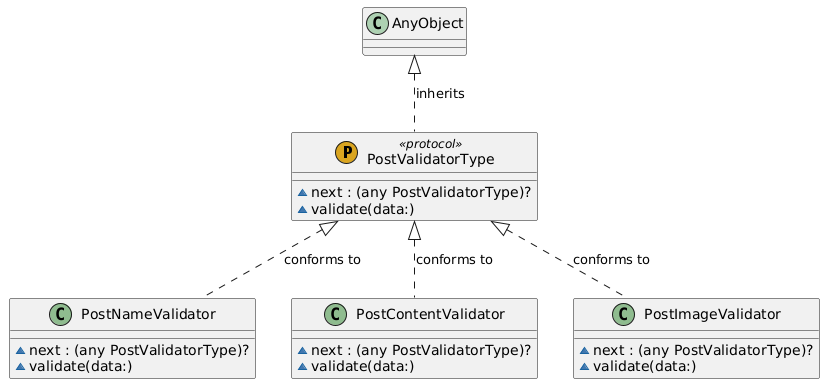 C AnyObject
inherits
P «protocol»
PostValidatorType
next : (any PostValidatorType)?
validate(data:)
conforms to conforms to conforms to
C PostNameValidator C PostContentValidator C PostImageValidator
next : (any PostValidatorType)? next : (any PostValidatorType)? next : (any PostValidatorType)?
validate(data:) validate(data:) validate(data:)